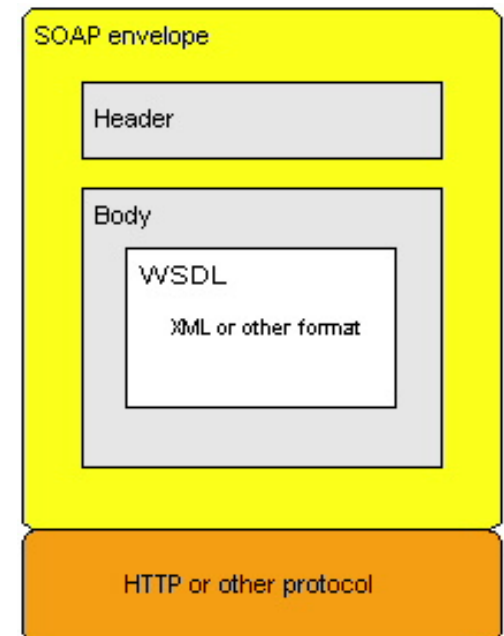 SOAP envelope
Header
Body
WSDL
XML or other format
HTTP or other protocol